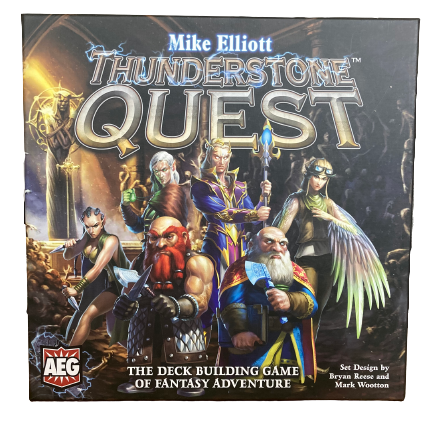 Mike Elliott
THUNDERSTONE™
QUEST
AEG
THE DECK BUILDING GAME
OF FANTASY ADVENTURE
Set Design by
Bryan Reese and
Mark Wootton